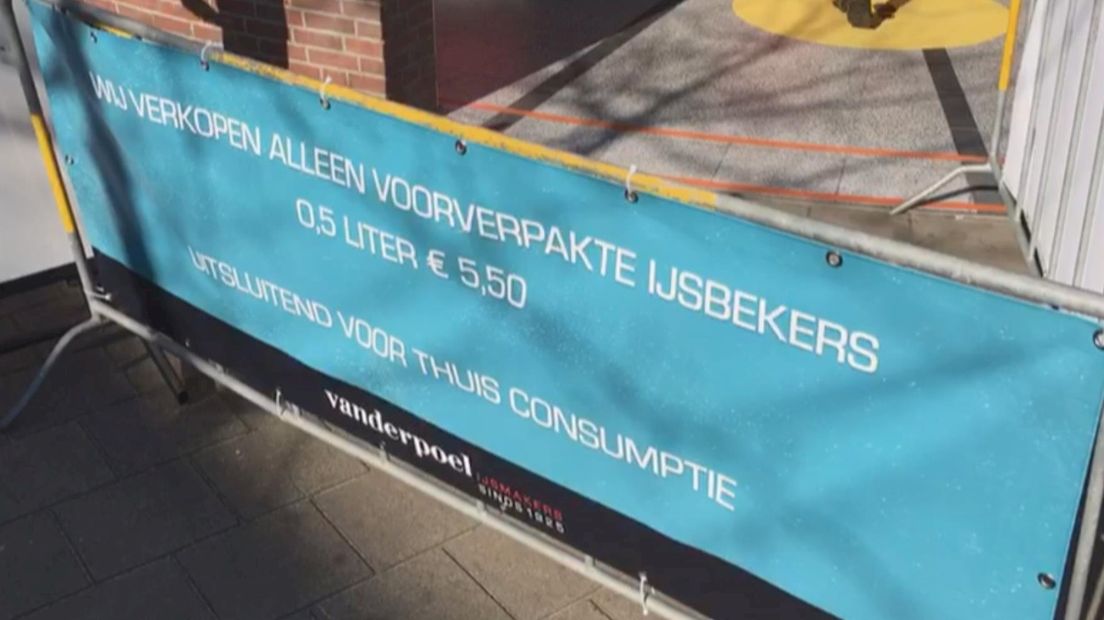 WIJ VERKOPEN ALLEEN VOORVERPAKTE IJSBEKERS
0,5 LITER € 5,50
UITSLUITEND VOOR THUIS CONSUMPTIE
vanderpoel
IJSMAKERS
SINDS 1925